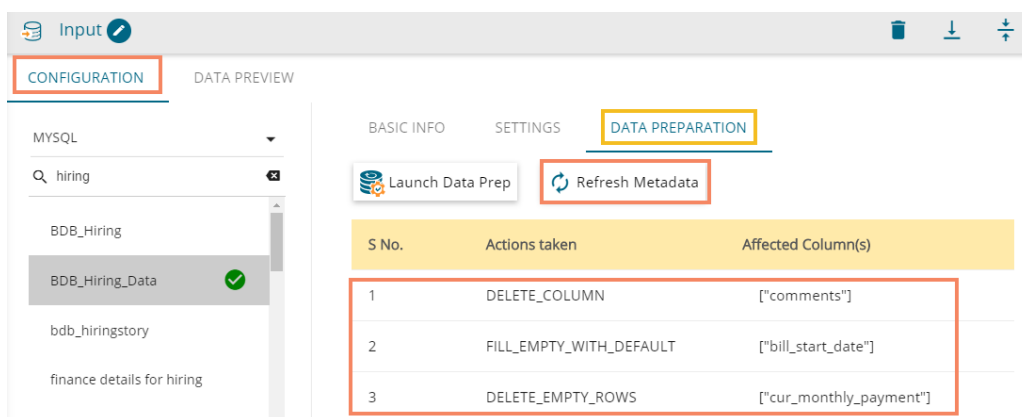 Input
CONFIGURATION DATA PREVIEW
MYSQL
hiring
BDB_Hiring
BDB_Hiring_Data
bdb_hiringstory
finance details for hiring
BASIC INFO SETTINGS DATA PREPARATION
Launch Data Prep Refresh Metadata
S No. Actions taken Affected Column(s)
1 DELETE_COLUMN ["comments"]
2 FILL_EMPTY_WITH_DEFAULT ["bill_start_date"]
3 DELETE_EMPTY_ROWS ["cur_monthly_payment"]